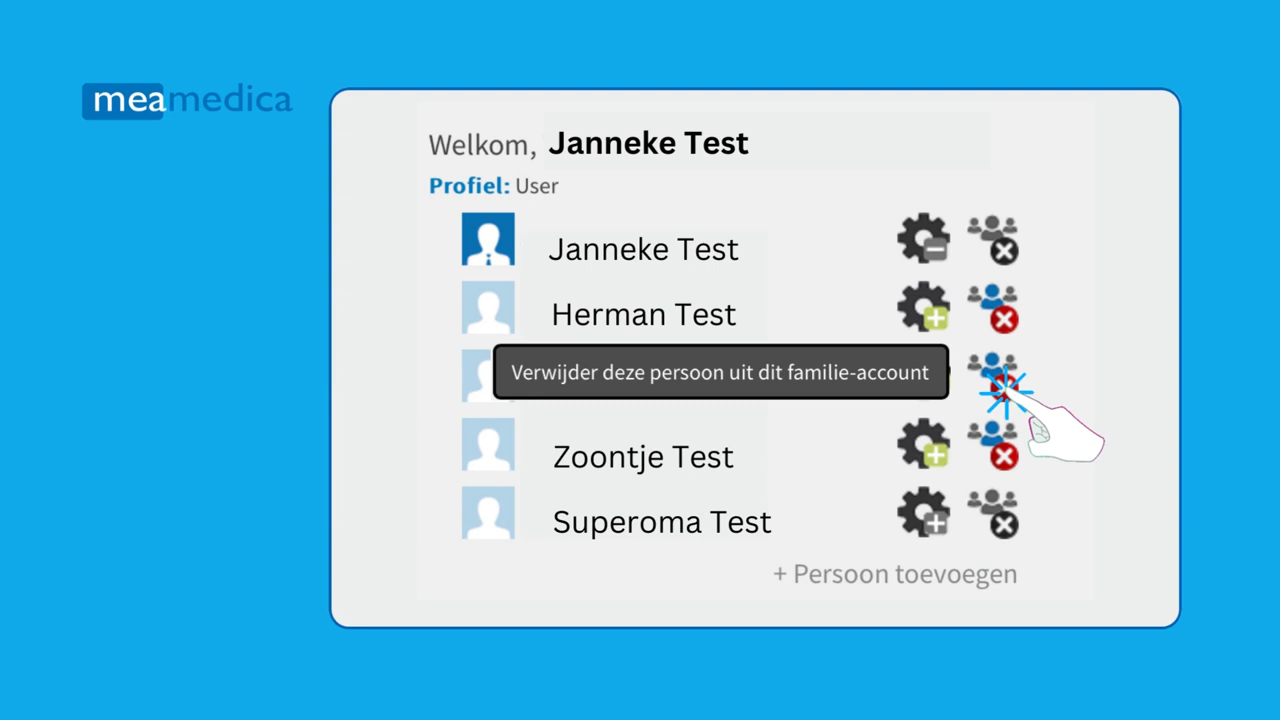 meamedica
Welkom, Janneke Test
Profiel: User
Janneke Test
Herman Test
Verwijder deze persoon uit dit familie-account
Zoontje Test
Superoma Test
+ Persoon toevoegen